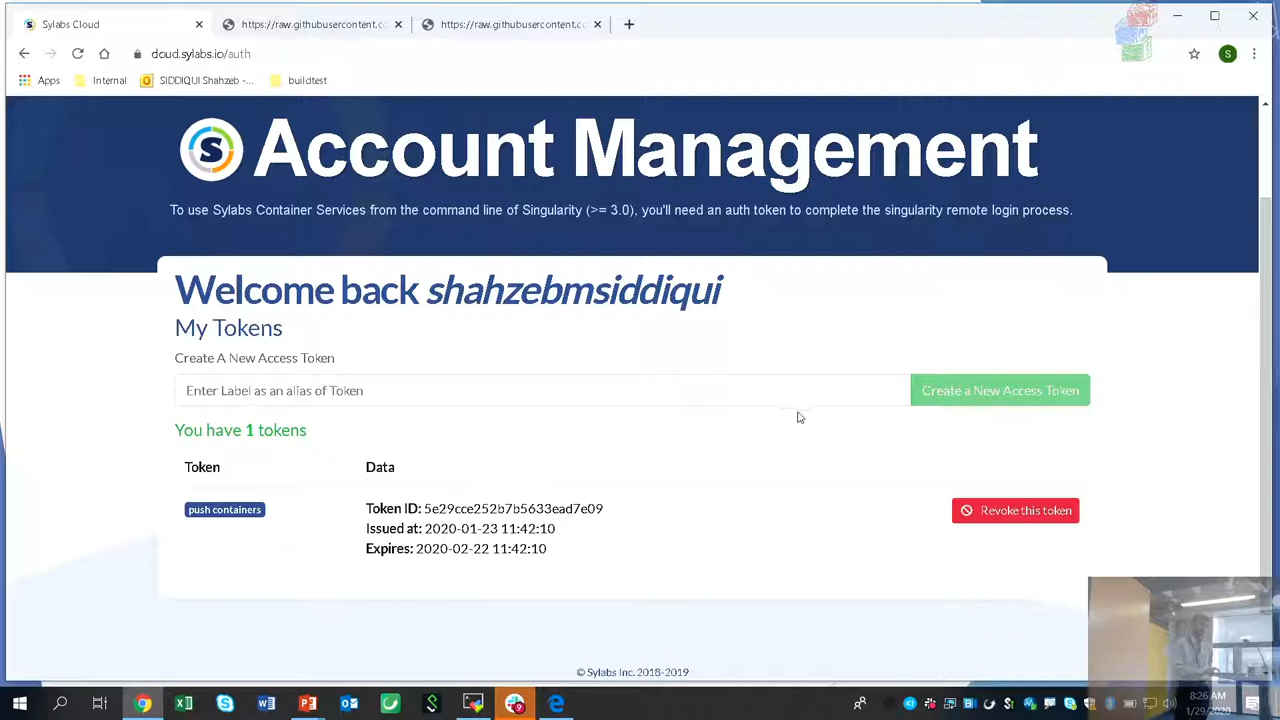 Sylabs Cloud
https://raw.githubusercontent.cc
https://raw.githubusercontent.cc
cloud.sylabs.io/auth
Apps
Internal
SIDDIQUI Shahzeb -...
buildtest
S Account Management
To use Sylabs Container Services from the command line of Singularity (>= 3.0), you'll need an auth token to complete the singularity remote login process.
Welcome back shahzebmsiddiqui
My Tokens
Create A New Access Token
Enter Label as an alias of Token
Create a New Access Token
You have 1 tokens
Token
Data
push containers
Token ID: 5e29cce252b7b5633ead7e09
Revoke this token
Issued at: 2020-01-23 11:42:10
Expires: 2020-02-22 11:42:10
© Sylabs Inc. 2018-2019
8:26 AM
1/29/2020